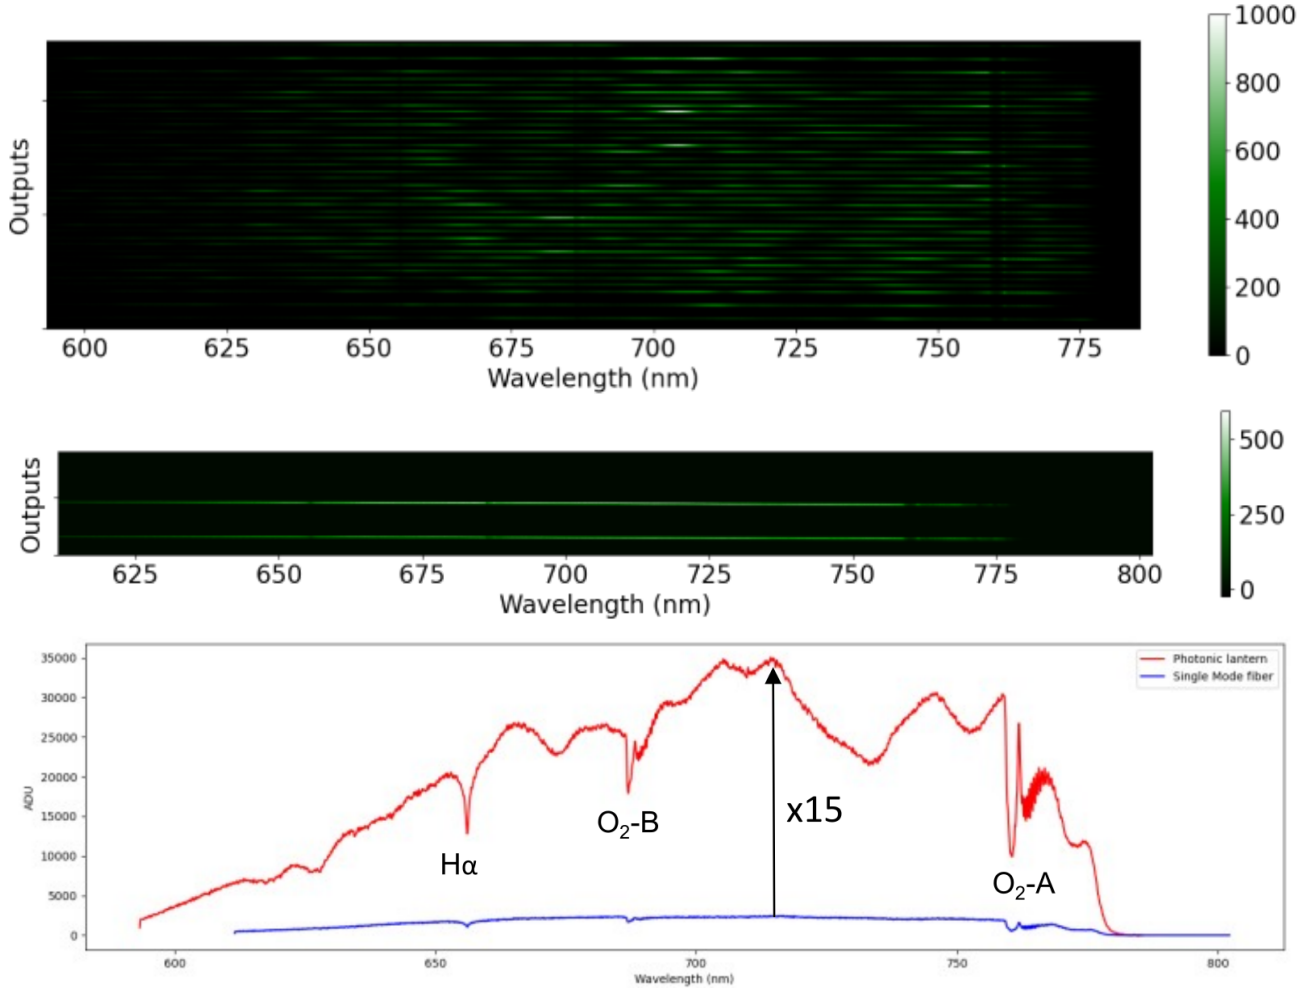 1000
800
600
400
200
0
Outputs
600 625 650 675 700 725 750 775
Wavelength (nm)
500
250
0
Outputs
625 650 675 700 725 750 775 800
Wavelength (nm)
35000
30000
25000
20000
15000
10000
5000
0
ADU
Photonic lantern
Single Mode fiber
x15
O₂-B
Hα
O₂-A
600 650 700 750 800
Wavelength (nm)